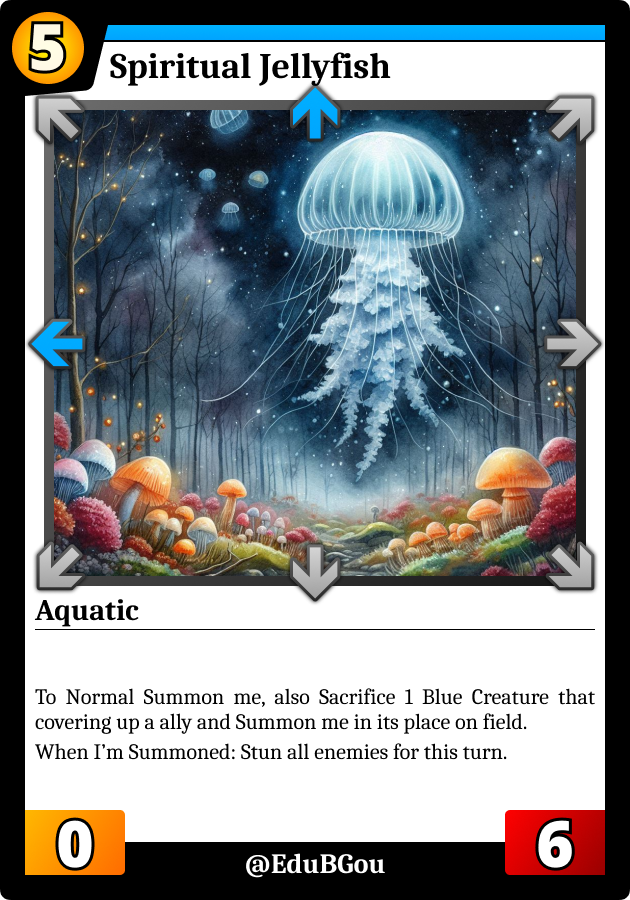 5
Spiritual Jellyfish
Aquatic
To Normal Summon me, also Sacrifice 1 Blue Creature that
covering up a ally and Summon me in its place on field.
When I'm Summoned: Stun all enemies for this turn.
0
@EduBGou
6